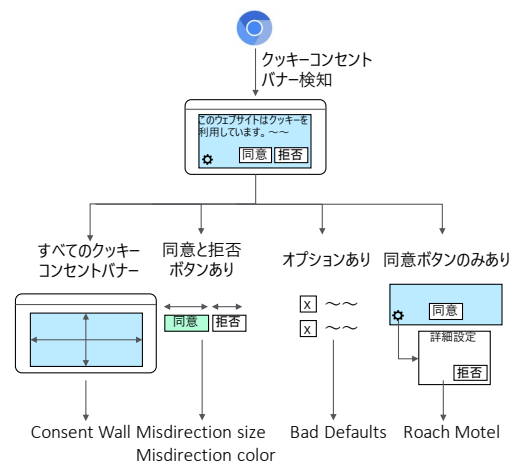 クッキーコンセント
バナー検知
このウェブサイトはクッキーを
利用しています。～～
同意 拒否
すべてのクッキー
コンセントバナー
同意と拒否
ボタンあり
オプションあり
同意ボタンのみあり
同意 拒否
x ～～
x ～～
同意
詳細設定
拒否
Consent Wall
Misdirection size
Misdirection color
Bad Defaults
Roach Motel